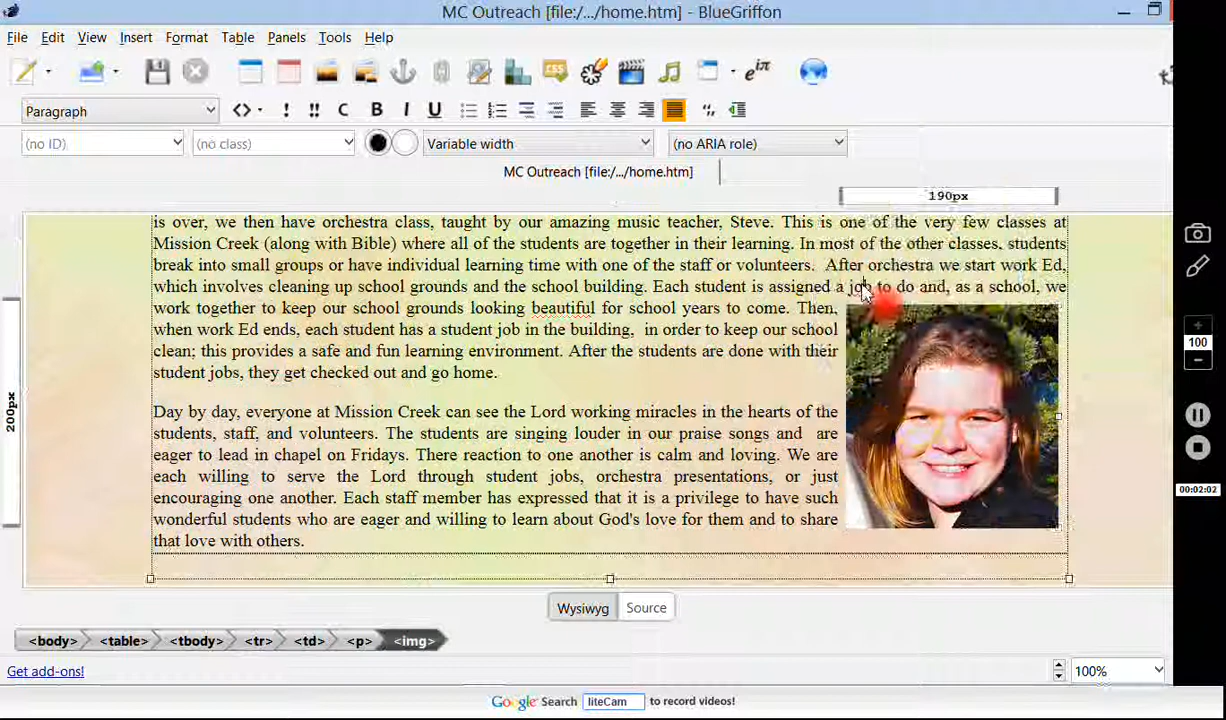 MC Outreach [file:/.../home.htm] - BlueGriffon
File Edit View Insert Format Table Panels Tools Help
CSS eiπ
Paragraph <> ! !! C B I U
(no ID) (no class) Variable width (no ARIA role)
MC Outreach [file:/.../home.htm]
190px
is over, we then have orchestra class, taught by our amazing music teacher, Steve. This is one of the very few classes at
Mission Creek (along with Bible) where all of the students are together in their learning. In most of the other classes, students
break into small groups or have individual learning time with one of the staff or volunteers. After orchestra we start work Ed,
which involves cleaning up school grounds and the school building. Each student is assigned a job to do and, as a school, we
work together to keep our school grounds looking beautiful for school years to come. Then,
when work Ed ends, each student has a student job in the building, in order to keep our school
clean; this provides a safe and fun learning environment. After the students are done with their
student jobs, they get checked out and go home.
200px
Day by day, everyone at Mission Creek can see the Lord working miracles in the hearts of the
students, staff, and volunteers. The students are singing louder in our praise songs and are
eager to lead in chapel on Fridays. There reaction to one another is calm and loving. We are
each willing to serve the Lord through student jobs, orchestra presentations, or just
encouraging one another. Each staff member has expressed that it is a privilege to have such
wonderful students who are eager and willing to learn about God's love for them and to share
that love with others.
+
100
−
00:02:02
Wysiwyg Source
<body> <table> <tbody> <tr> <td> <p> <img>
Get add-ons! 100%
Google Search liteCam to record videos!